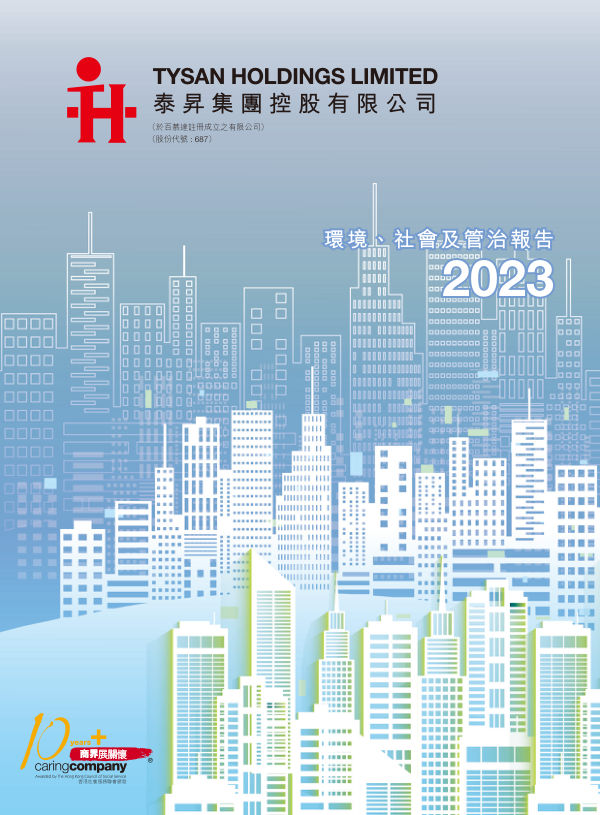 TYSAN HOLDINGS LIMITED
泰昇集團控股有限公司
（於百慕達註冊成立之有限公司）
（股份代號 : 687）
環境、社會及管治報告
2023
10 years+
商界展關懷
caringcompany®
Awarded by The Hong Kong Council of Social Service
香港社會服務聯會頒發